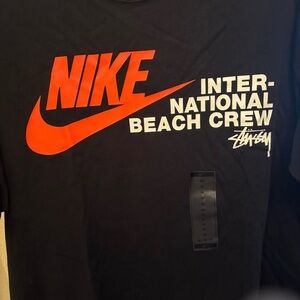 NIKE
INTER-
NATIONAL
BEACH CREW
Stüssy